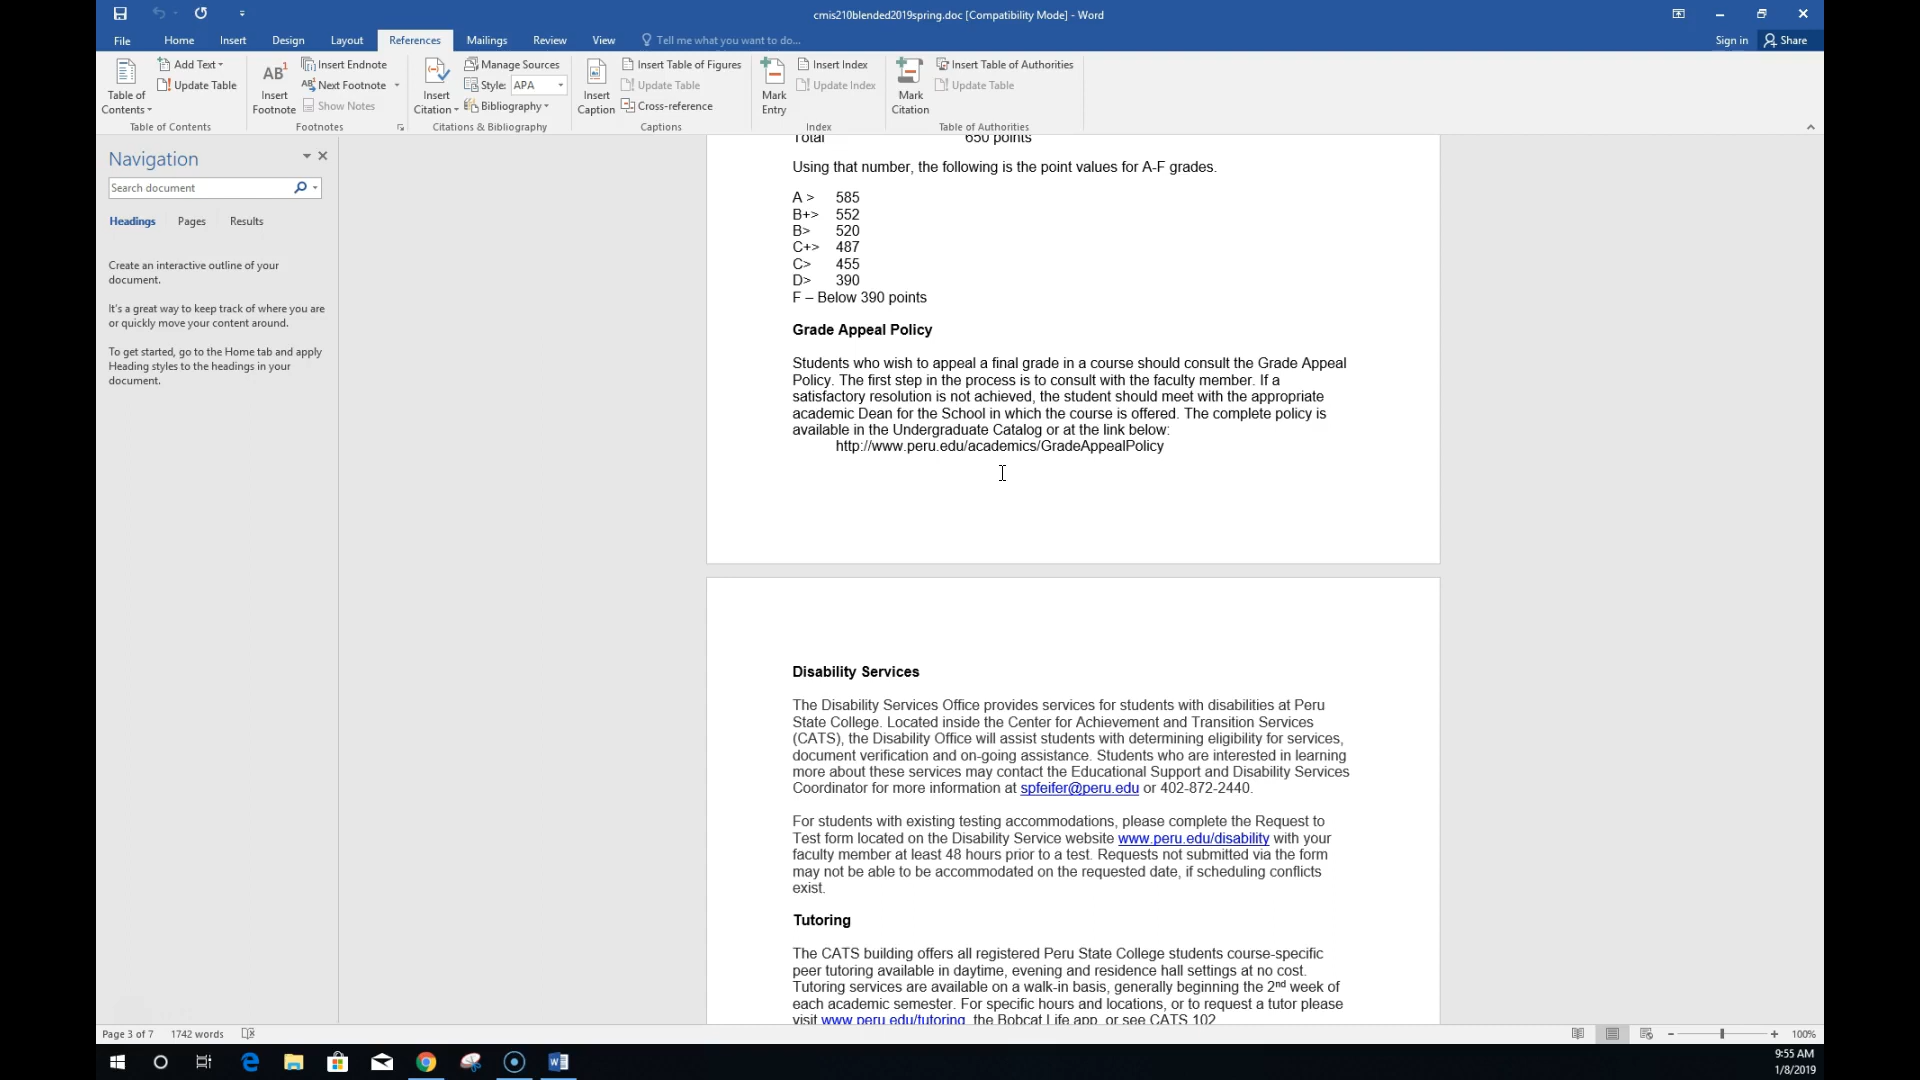 cmis210blended2019spring.doc [Compatibility Mode] - Word
File Home Insert Design Layout References Mailings Review View Tell me what you want to do... Sign in Share
Table of Contents
Add Text
Update Table
Table of Contents
AB1
Insert Footnote
Insert Endnote
Next Footnote
Show Notes
Footnotes
Insert Citation
Manage Sources
Style: APA
Bibliography
Citations & Bibliography
Insert Caption
Insert Table of Figures
Update Table
Cross-reference
Captions
Mark Entry
Insert Index
Update Index
Index
Mark Citation
Insert Table of Authorities
Update Table
Table of Authorities
Navigation
Search document
Headings Pages Results
Create an interactive outline of your
document.
It's a great way to keep track of where you are
or quickly move your content around.
To get started, go to the Home tab and apply
Heading styles to the headings in your
document.
Total 650 points
Using that number, the following is the point values for A-F grades.
A > 585
B+> 552
B> 520
C+> 487
C> 455
D> 390
F – Below 390 points
Grade Appeal Policy
Students who wish to appeal a final grade in a course should consult the Grade Appeal
Policy. The first step in the process is to consult with the faculty member. If a
satisfactory resolution is not achieved, the student should meet with the appropriate
academic Dean for the School in which the course is offered. The complete policy is
available in the Undergraduate Catalog or at the link below:
http://www.peru.edu/academics/GradeAppealPolicy
Disability Services
The Disability Services Office provides services for students with disabilities at Peru
State College. Located inside the Center for Achievement and Transition Services
(CATS), the Disability Office will assist students with determining eligibility for services,
document verification and on-going assistance. Students who are interested in learning
more about these services may contact the Educational Support and Disability Services
Coordinator for more information at spfeifer@peru.edu or 402-872-2440.
For students with existing testing accommodations, please complete the Request to
Test form located on the Disability Service website www.peru.edu/disability with your
faculty member at least 48 hours prior to a test. Requests not submitted via the form
may not be able to be accommodated on the requested date, if scheduling conflicts
exist.
Tutoring
The CATS building offers all registered Peru State College students course-specific
peer tutoring available in daytime, evening and residence hall settings at no cost.
Tutoring services are available on a walk-in basis, generally beginning the 2nd week of
each academic semester. For specific hours and locations, or to request a tutor please
visit www.peru.edu/tutoring, the Bobcat Life app, or see CATS 102
Page 3 of 7 1742 words 100%
9:55 AM
1/8/2019